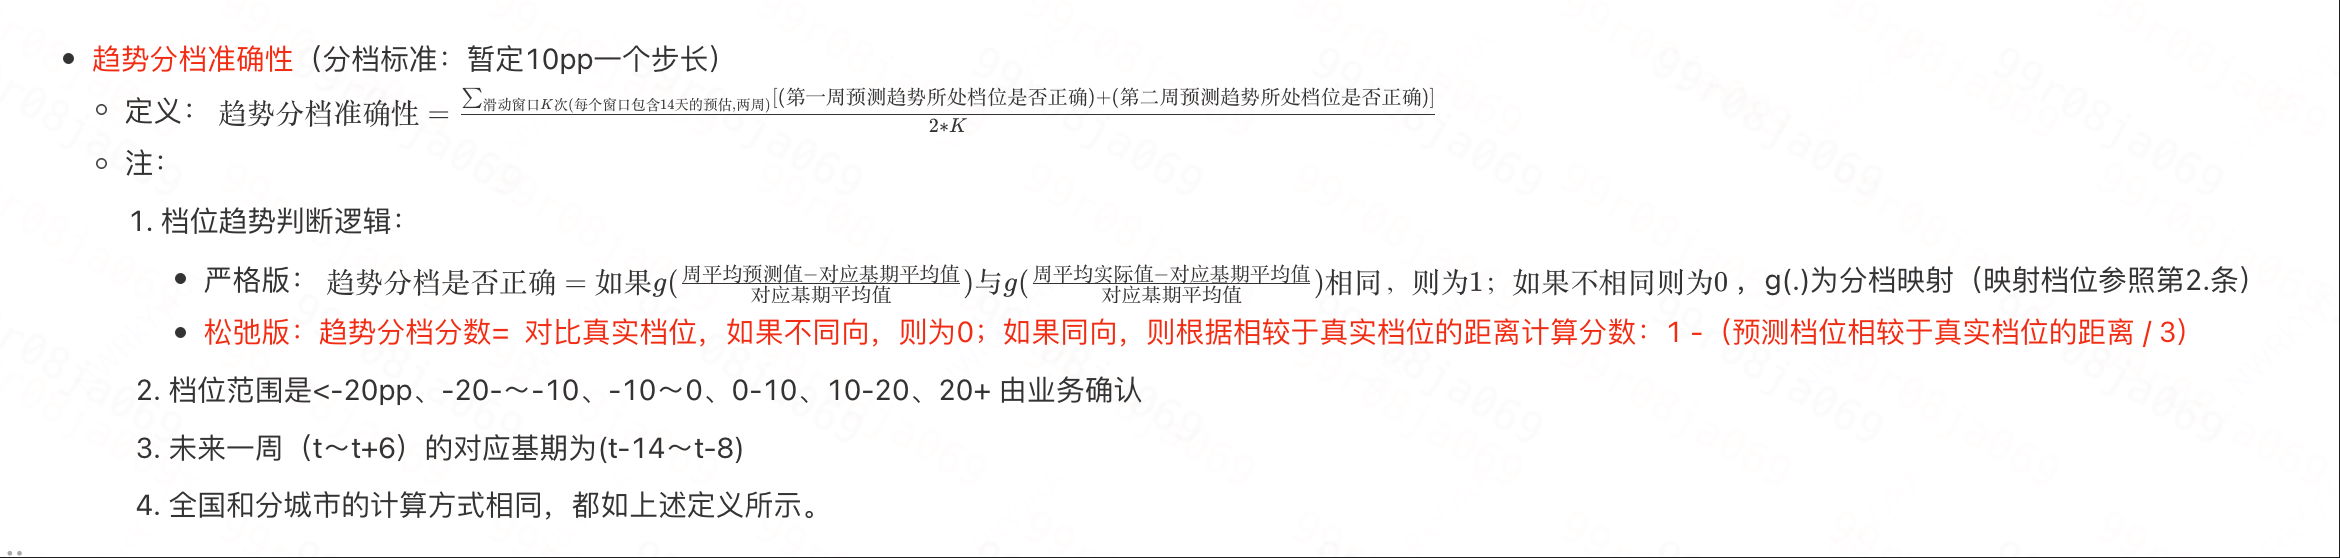 趋势分档准确性（分档标准：暂定10pp一个步长）
定义： 趋势分档准确性 = \frac{\sum_{滑动窗口K次(每个窗口包含14天的预估,两周)}[(第一周预测趋势所处档位是否正确)+(第二周预测趋势所处档位是否正确)]}{2*K}
注：
1. 档位趋势判断逻辑：
严格版： 趋势分档是否正确 = 如果g(\frac{周平均预测值−对应基期平均值}{对应基期平均值})与g(\frac{周平均实际值−对应基期平均值}{对应基期平均值})相同，则为1；如果不相同则为0 ，g(.)为分档映射（映射档位参照第2.条）
松弛版：趋势分档分数= 对比真实档位，如果不同向，则为0；如果同向，则根据相较于真实档位的距离计算分数：1 -（预测档位相较于真实档位的距离 / 3）
2. 档位范围是<-20pp、-20-～-10、-10～0、0-10、10-20、20+ 由业务确认
3. 未来一周（t～t+6）的对应基期为(t-14～t-8)
4. 全国和分城市的计算方式相同，都如上述定义所示。